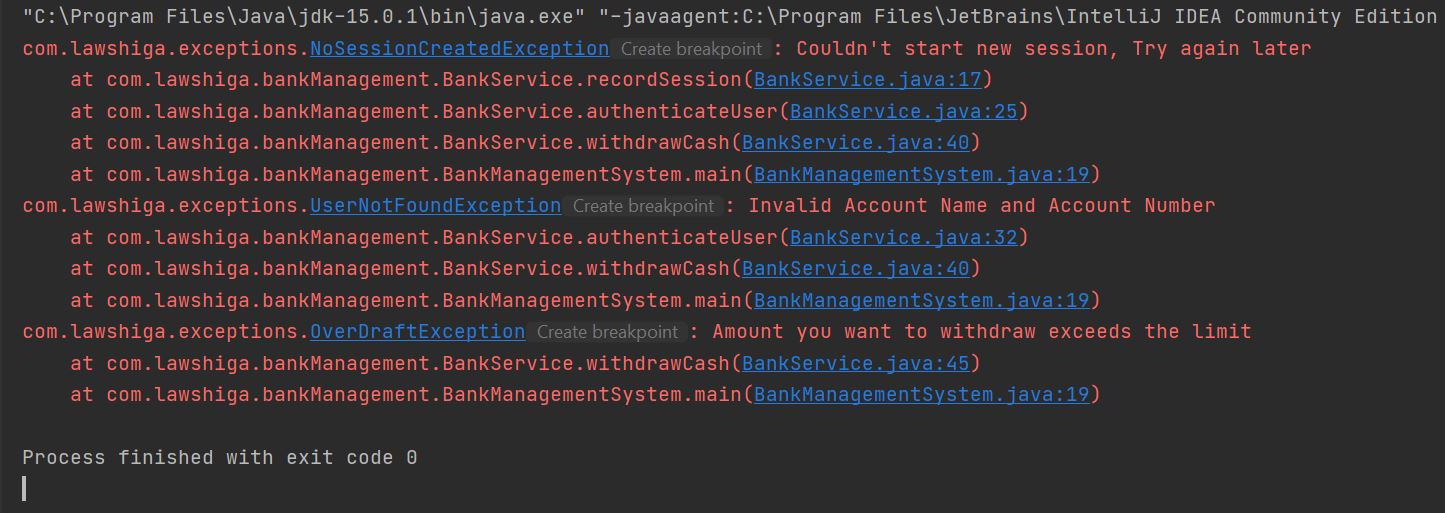 "C:\Program Files\Java\jdk-15.0.1\bin\java.exe" "-javaagent:C:\Program Files\JetBrains\IntelliJ IDEA Community Edition
com.lawshiga.exceptions.NoSessionCreatedException Create breakpoint : Couldn't start new session, Try again later
    at com.lawshiga.bankManagement.BankService.recordSession(BankService.java:17)
    at com.lawshiga.bankManagement.BankService.authenticateUser(BankService.java:25)
    at com.lawshiga.bankManagement.BankService.withdrawCash(BankService.java:40)
    at com.lawshiga.bankManagement.BankManagementSystem.main(BankManagementSystem.java:19)
com.lawshiga.exceptions.UserNotFoundException Create breakpoint : Invalid Account Name and Account Number
    at com.lawshiga.bankManagement.BankService.authenticateUser(BankService.java:32)
    at com.lawshiga.bankManagement.BankService.withdrawCash(BankService.java:40)
    at com.lawshiga.bankManagement.BankManagementSystem.main(BankManagementSystem.java:19)
com.lawshiga.exceptions.OverDraftException Create breakpoint : Amount you want to withdraw exceeds the limit
    at com.lawshiga.bankManagement.BankService.withdrawCash(BankService.java:45)
    at com.lawshiga.bankManagement.BankManagementSystem.main(BankManagementSystem.java:19)
Process finished with exit code 0